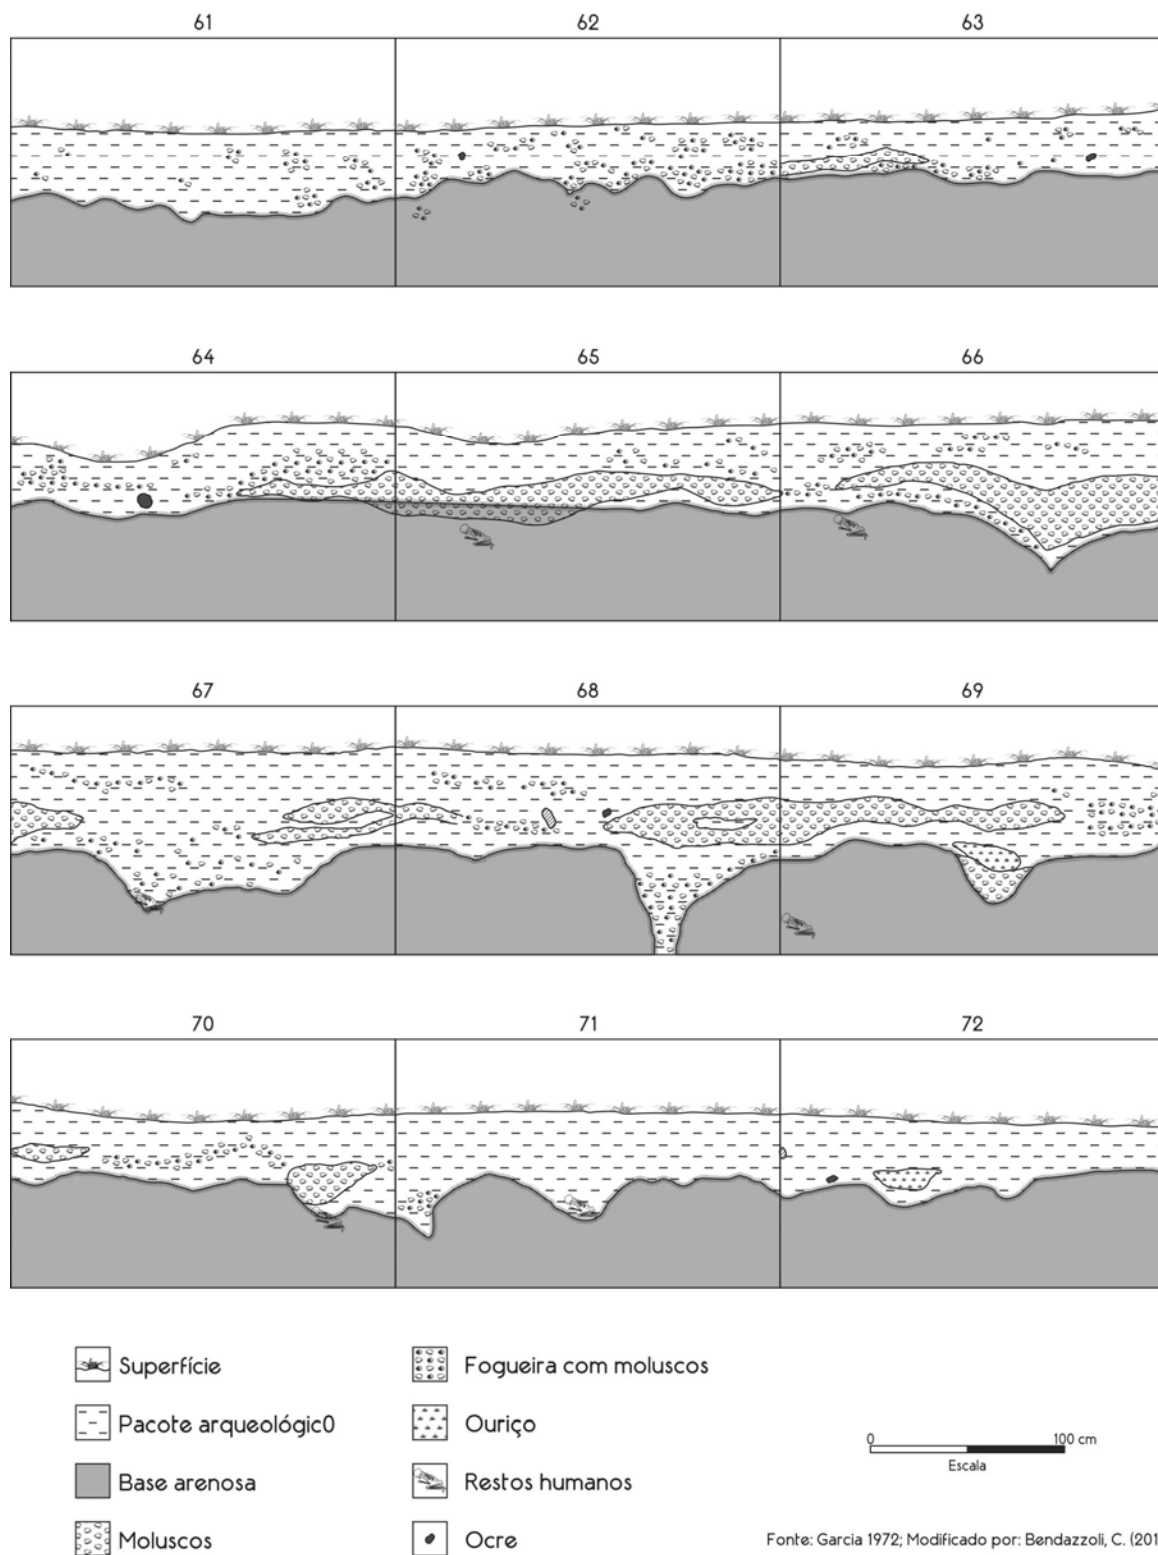 61 62 63
64 65 66
67 68 69
70 71 72
Superfície
Pacote arqueológic0
Base arenosa
Moluscos
Fogueira com moluscos
Ouriço
Restos humanos
Ocre
0 100 cm
Escala
Fonte: Garcia 1972; Modificado por: Bendazzoli, C. (201